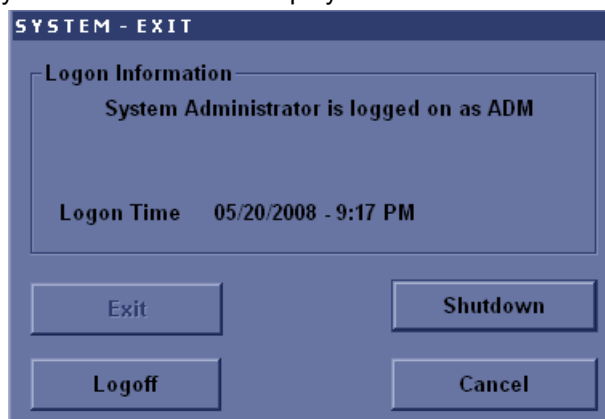 SYSTEM - EXIT
Logon Information
System Administrator is logged on as ADM
Logon Time 05/20/2008 - 9:17 PM
Exit Shutdown
Logoff Cancel